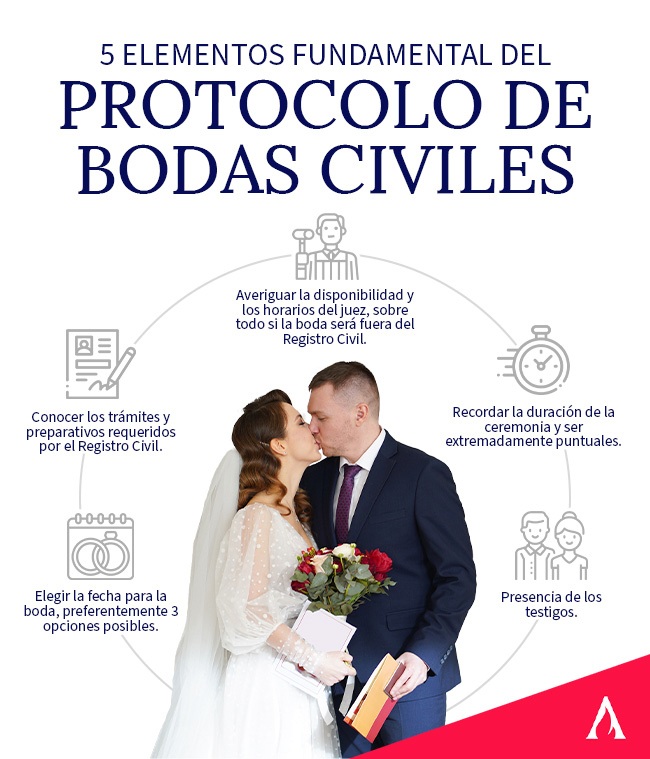 5 ELEMENTOS FUNDAMENTAL DEL
PROTOCOLO DE
BODAS CIVILES
Averiguar la disponibilidad y
los horarios del juez, sobre
todo si la boda será fuera del
Registro Civil.
Conocer los trámites y
preparativos requeridos
por el Registro Civil.
Recordar la duración de la
ceremonia y ser
extremadamente puntuales.
Elegir la fecha para la
boda, preferentemente 3
opciones posibles.
Presencia de los
testigos.